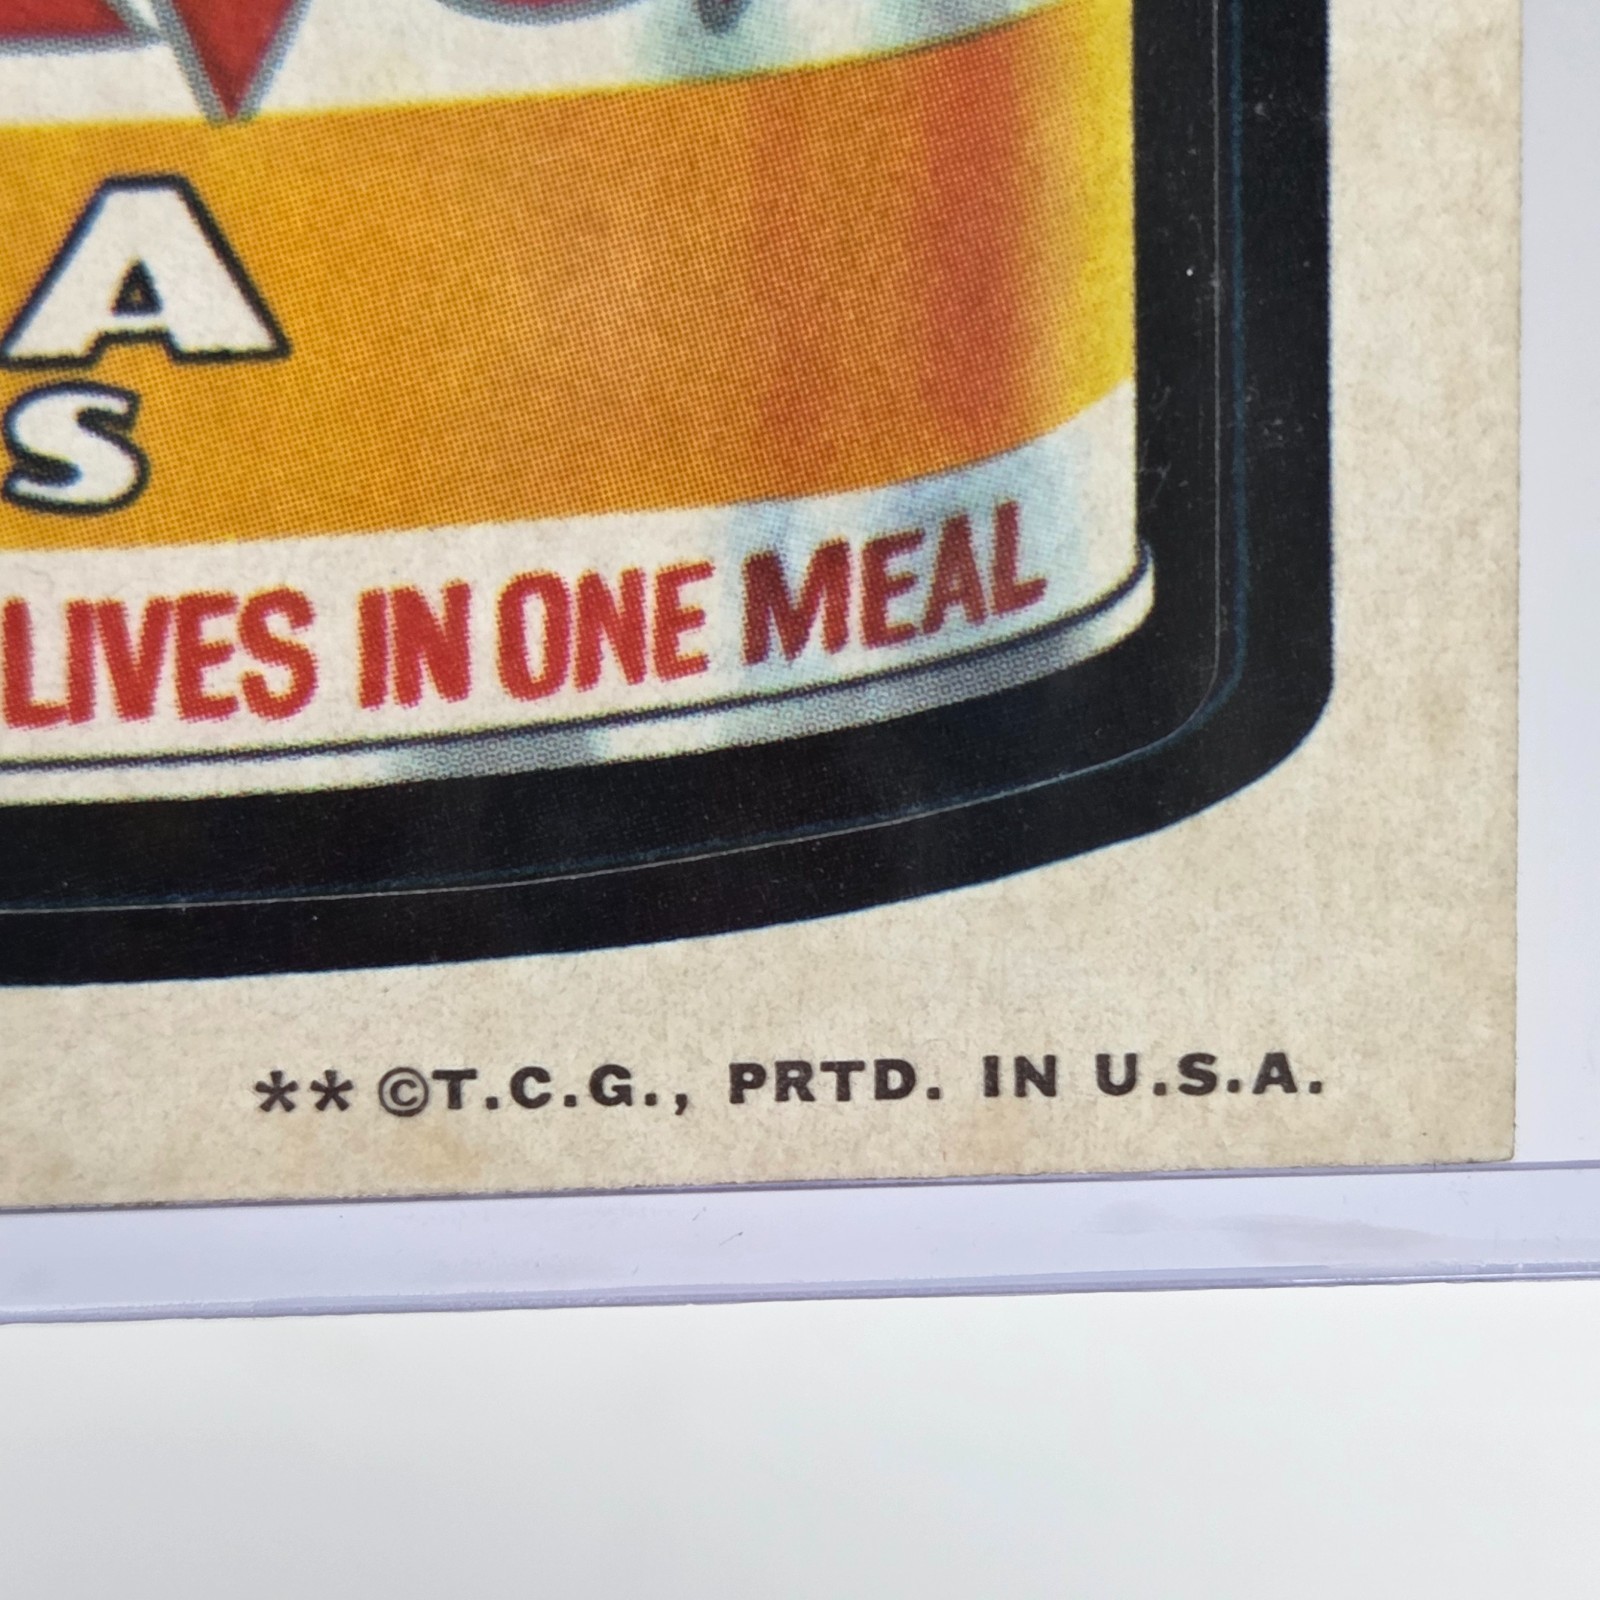 A
S
LIVES IN ONE MEAL
**©T.C.G., PRTD. IN U.S.A.